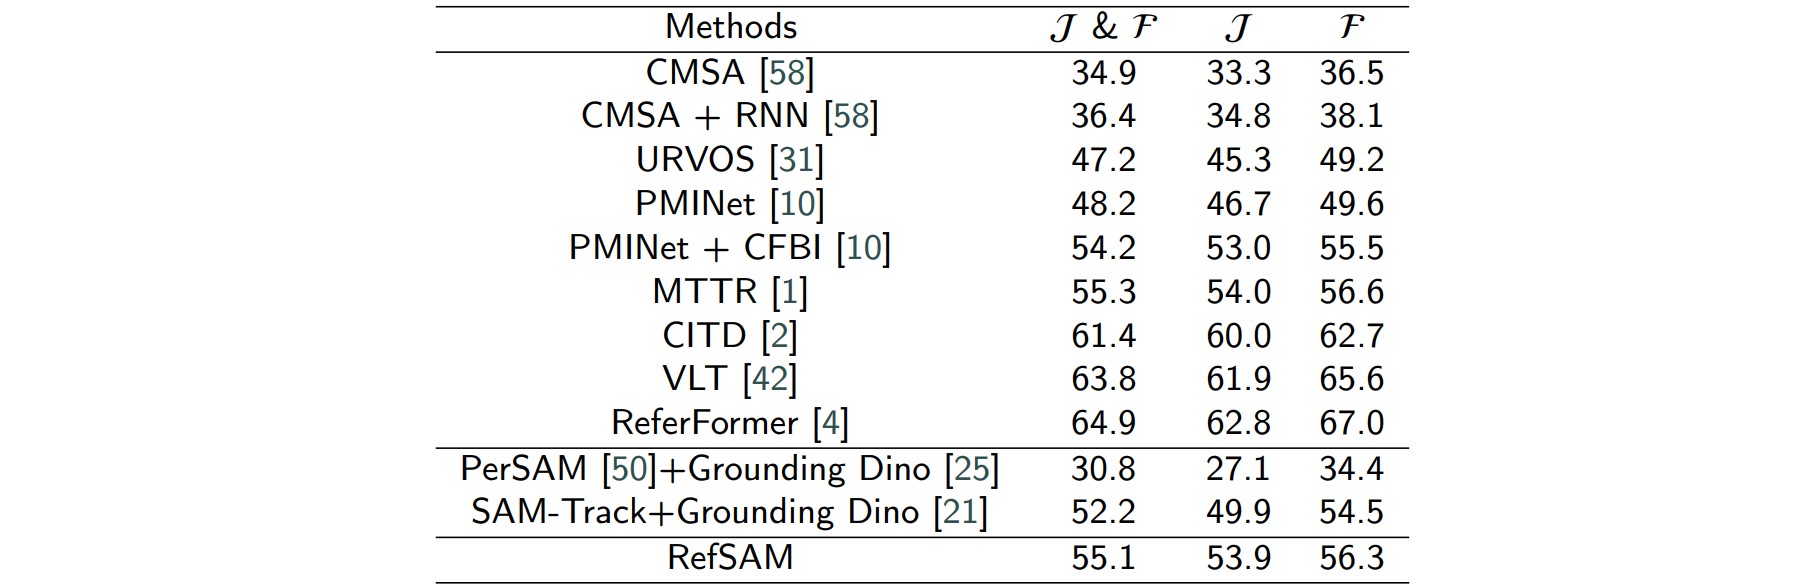 Methods 𝒥 & ℱ 𝒥 ℱ
CMSA [58] 34.9 33.3 36.5
CMSA + RNN [58] 36.4 34.8 38.1
URVOS [31] 47.2 45.3 49.2
PMINet [10] 48.2 46.7 49.6
PMINet + CFBI [10] 54.2 53.0 55.5
MTTR [1] 55.3 54.0 56.6
CITD [2] 61.4 60.0 62.7
VLT [42] 63.8 61.9 65.6
ReferFormer [4] 64.9 62.8 67.0
PerSAM [50]+Grounding Dino [25] 30.8 27.1 34.4
SAM-Track+Grounding Dino [21] 52.2 49.9 54.5
RefSAM 55.1 53.9 56.3